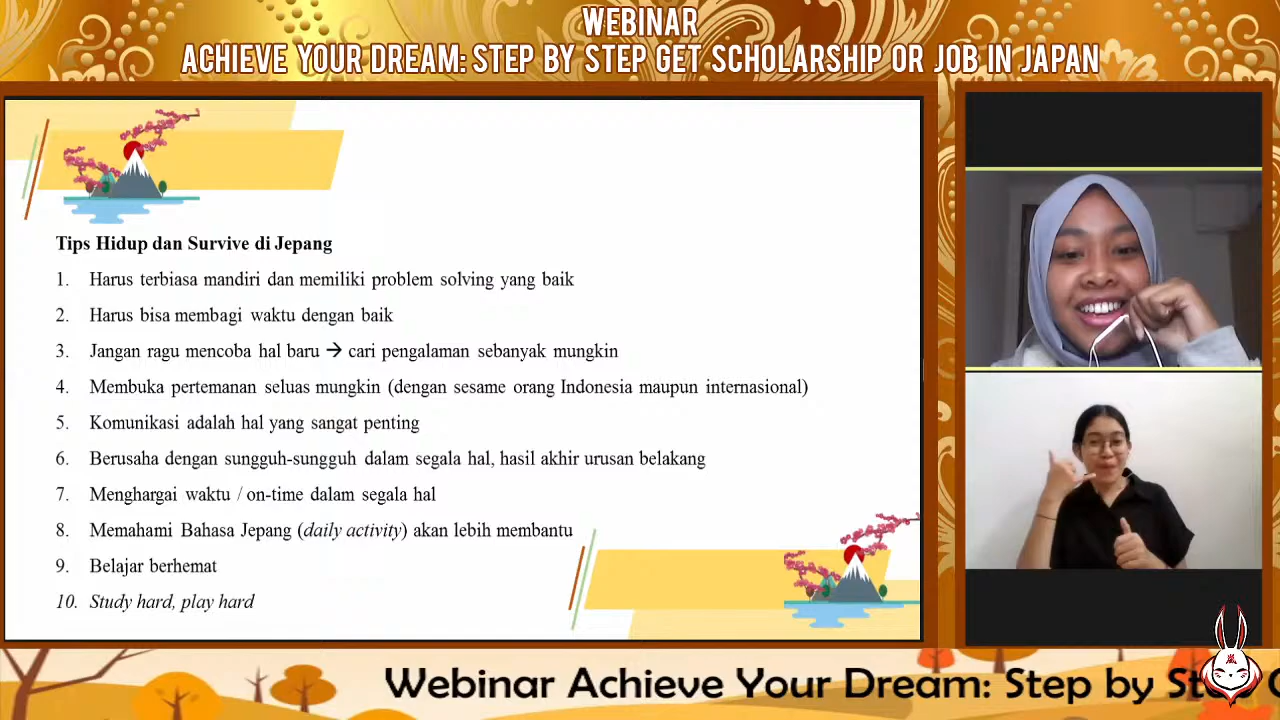 WEBINAR
ACHIEVE YOUR DREAM: STEP BY STEP GET SCHOLARSHIP OR JOB IN JAPAN
Tips Hidup dan Survive di Jepang
1. Harus terbiasa mandiri dan memiliki problem solving yang baik
2. Harus bisa membagi waktu dengan baik
3. Jangan ragu mencoba hal baru → cari pengalaman sebanyak mungkin
4. Membuka pertemanan seluas mungkin (dengan sesame orang Indonesia maupun internasional)
5. Komunikasi adalah hal yang sangat penting
6. Berusaha dengan sungguh-sungguh dalam segala hal, hasil akhir urusan belakang
7. Menghargai waktu / on-time dalam segala hal
8. Memahami Bahasa Jepang (daily activity) akan lebih membantu
9. Belajar berhemat
10. Study hard, play hard
Webinar Achieve Your Dream: Step by Step